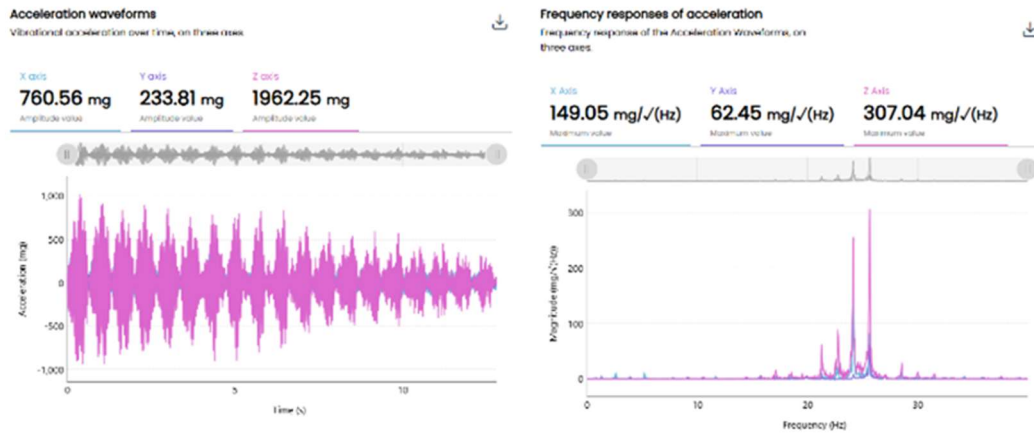 Acceleration waveforms
Vibrational acceleration over time, on three axes.
X axis
Y axis
Z axis
760.56 mg
233.81 mg
1962.25 mg
Amplitude value
Amplitude value
Amplitude value
1,000
500
0
-500
-1,000
Acceleration (mg)
0
5
10
Time (s)
Frequency responses of acceleration
Frequency response of the Acceleration Waveforms, on
three axes.
X Axis
Y Axis
Z Axis
149.05 mg/√(Hz)
62.45 mg/√(Hz)
307.04 mg/√(Hz)
Maximum value
Maximum value
Maximum value
300
200
100
0
Magnitude (mg/√(Hz)
0
10
20
30
Frequency (Hz)